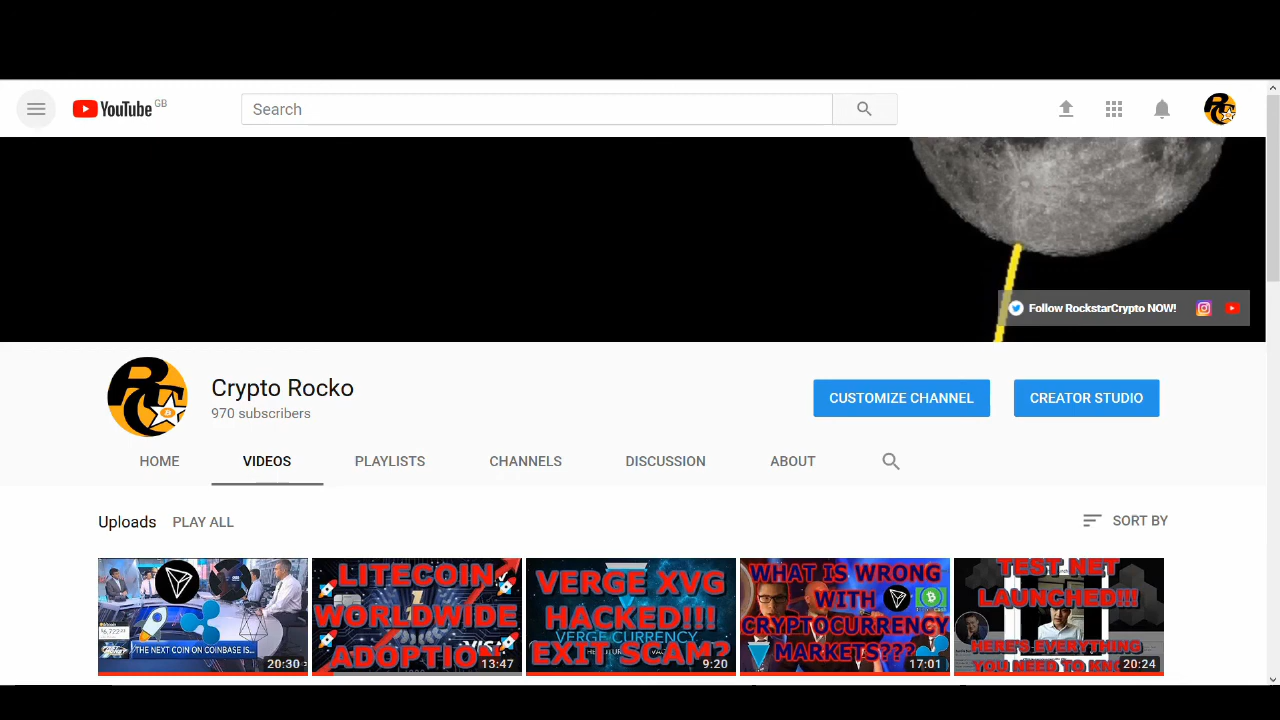 YouTube GB
Search
Follow RockstarCrypto NOW!
RC
Crypto Rocko
970 subscribers
CUSTOMIZE CHANNEL
CREATOR STUDIO
HOME
VIDEOS
PLAYLISTS
CHANNELS
DISCUSSION
ABOUT
Uploads
PLAY ALL
SORT BY
THE NEXT COIN ON COINBASE IS...
20:30
LITECOIN
WORLDWIDE
ADOPTION
13:47
VERGE XVG
HACKED!!!
VERGE CURRENCY
EXIT SCAM?
9:20
WHAT IS WRONG
WITH
CRYPTOCURRENCY
MARKETS???
17:01
TEST NET
LAUNCHED!!!
HERE'S EVERYTHING
YOU NEED TO
20:24